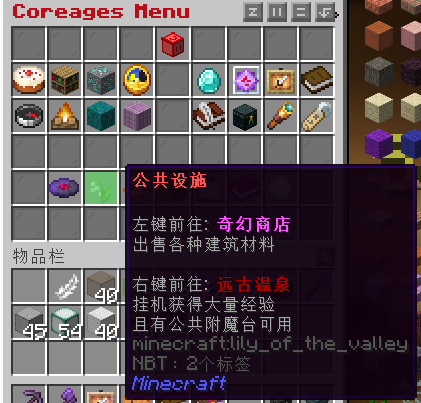 Coreages Menu
公共设施
左键前往: 奇幻商店
出售各种建筑材料
右键前往: 远古温泉
挂机获得大量经验
且有公共附魔台可用
minecraft:lily_of_the_valley
NBT: 2个标签
Minecraft
物品栏
40
45 54 40